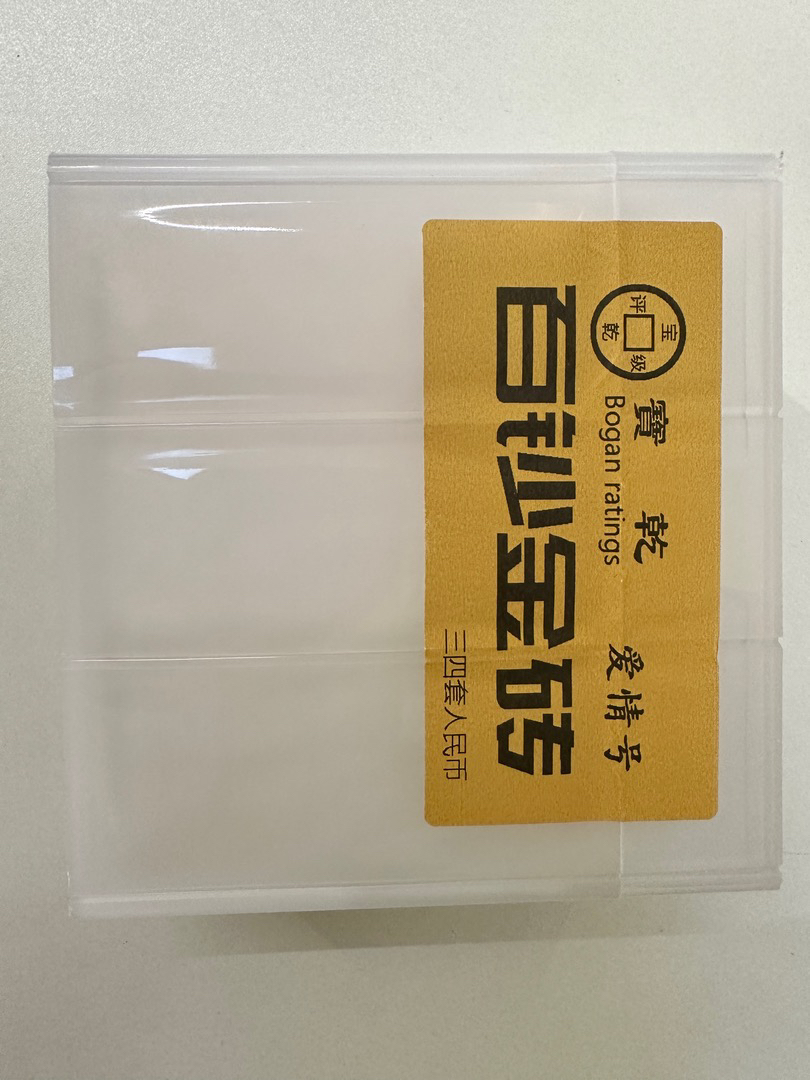 宝乾评级
寶乾
Bogan ratings
爱情号
百钞金砖
三四套人民币